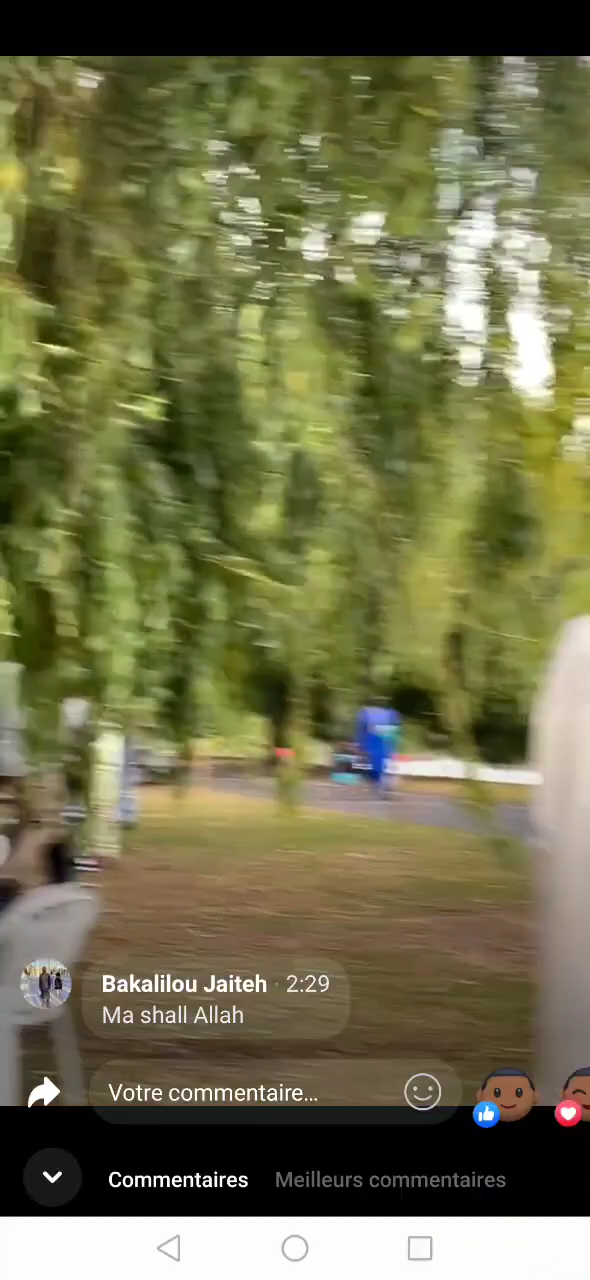 Bakalilou Jaiteh · 2:29
Ma shall Allah
Votre commentaire...
Commentaires Meilleurs commentaires